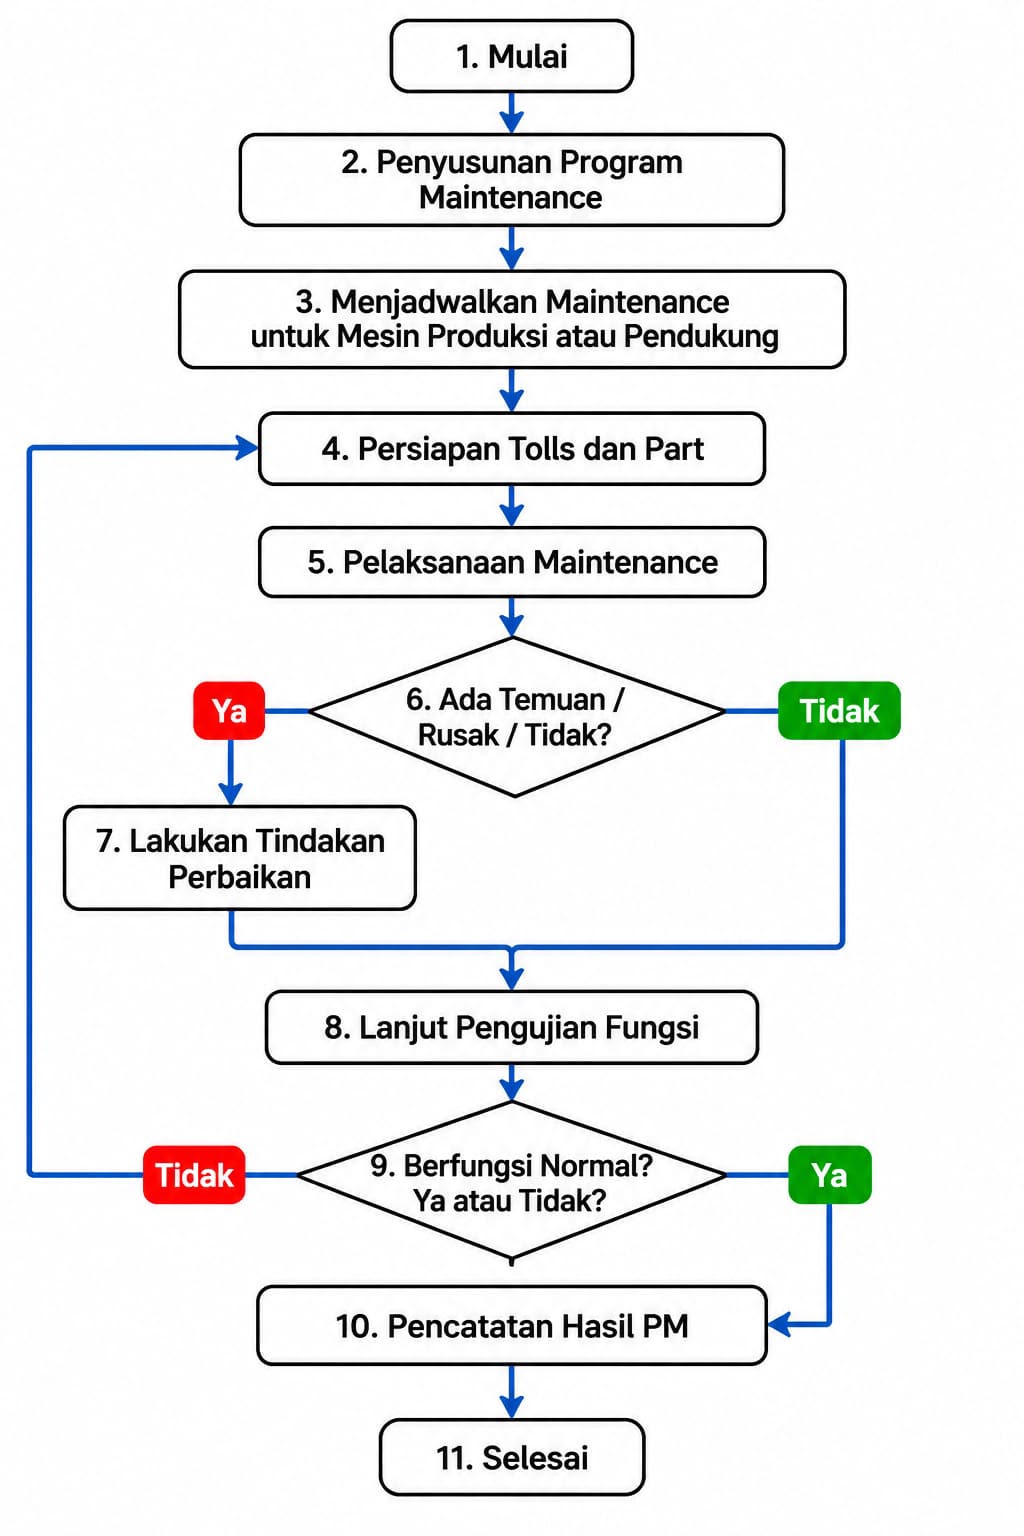 1. Mulai
2. Penyusunan Program
Maintenance
3. Menjadwalkan Maintenance
untuk Mesin Produksi atau Pendukung
4. Persiapan Tolls dan Part
5. Pelaksanaan Maintenance
6. Ada Temuan /
Rusak / Tidak?
Ya
Tidak
7. Lakukan Tindakan
Perbaikan
8. Lanjut Pengujian Fungsi
9. Berfungsi Normal?
Ya atau Tidak?
Tidak
Ya
10. Pencatatan Hasil PM
11. Selesai